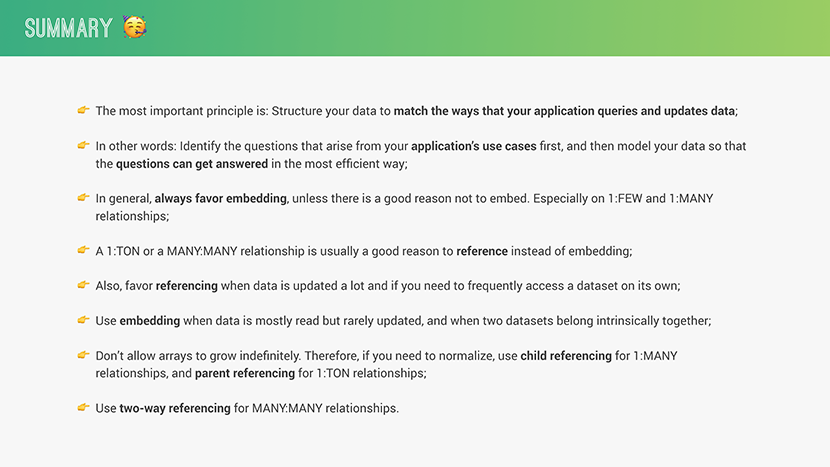 SUMMARY 🥳
👉 The most important principle is: Structure your data to match the ways that your application queries and updates data;
👉 In other words: Identify the questions that arise from your application’s use cases first, and then model your data so that
the questions can get answered in the most efficient way;
👉 In general, always favor embedding, unless there is a good reason not to embed. Especially on 1:FEW and 1:MANY
relationships;
👉 A 1:TON or a MANY:MANY relationship is usually a good reason to reference instead of embedding;
👉 Also, favor referencing when data is updated a lot and if you need to frequently access a dataset on its own;
👉 Use embedding when data is mostly read but rarely updated, and when two datasets belong intrinsically together;
👉 Don’t allow arrays to grow indefinitely. Therefore, if you need to normalize, use child referencing for 1:MANY
relationships, and parent referencing for 1:TON relationships;
👉 Use two-way referencing for MANY:MANY relationships.